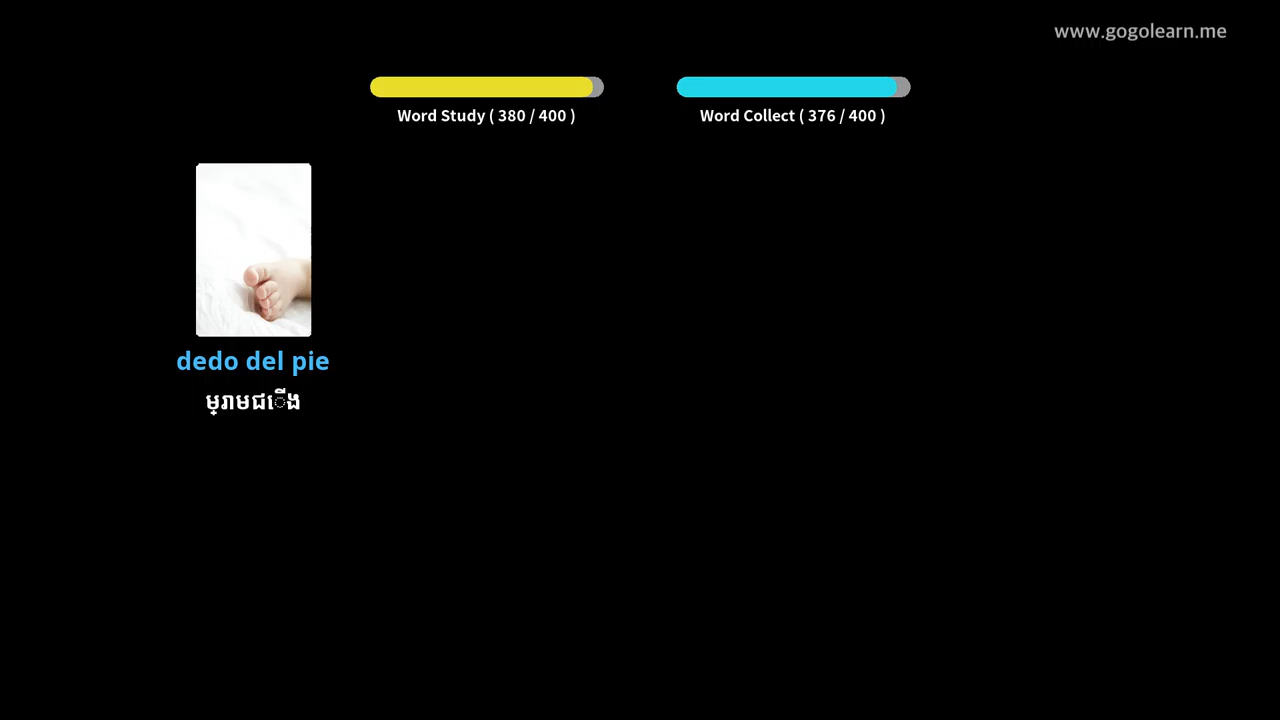 www.gogolearn.me
Word Study ( 380 / 400 )
Word Collect ( 376 / 400 )
dedo del pie
ម្រាមជើង